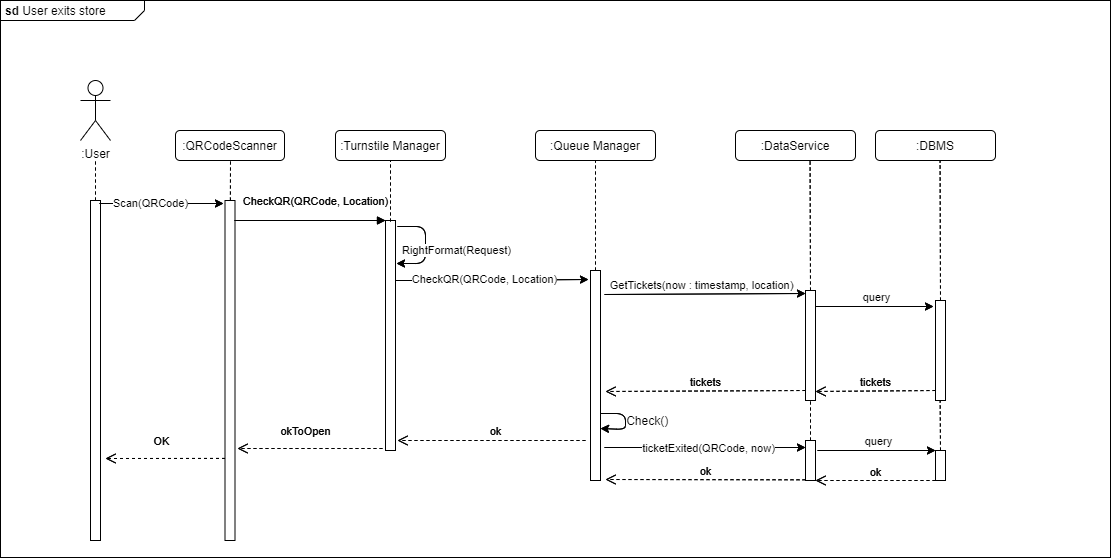 sd User exits store
:User
:QRCodeScanner
:Turnstile Manager
:Queue Manager
:DataService
:DBMS
Scan(QRCode)
CheckQR(QRCode, Location)
RightFormat(Request)
CheckQR(QRCode, Location)
GetTickets(now : timestamp, location)
query
tickets
tickets
Check()
OK
okToOpen
ok
ticketExited(QRCode, now)
query
ok
ok